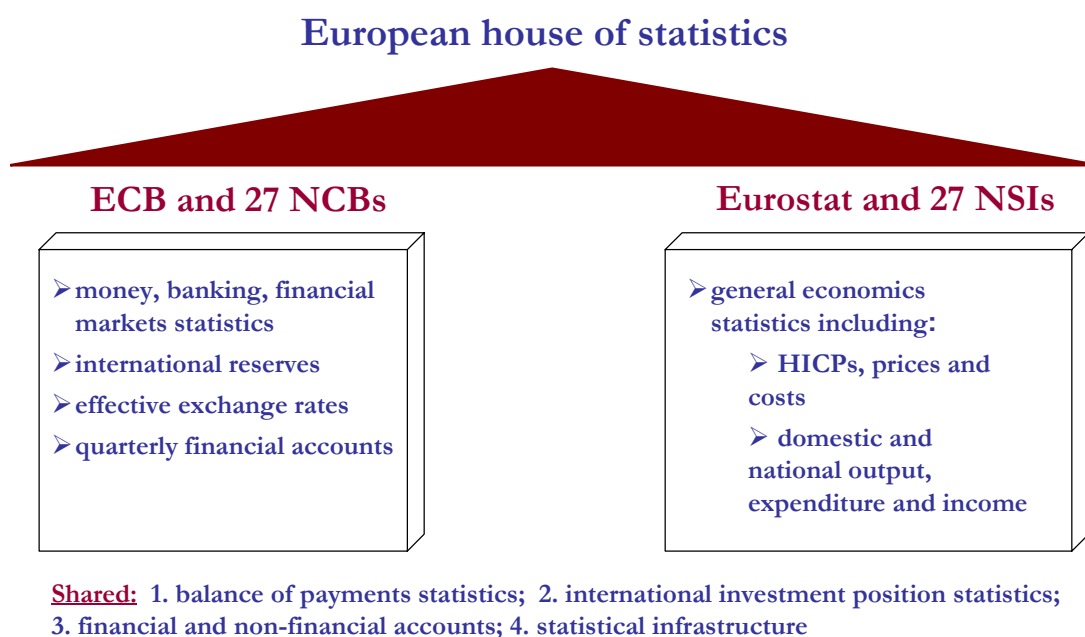 European house of statistics
ECB and 27 NCBs
➢money, banking, financial
markets statistics
➢international reserves
➢effective exchange rates
➢quarterly financial accounts
Eurostat and 27 NSIs
➢general economics
statistics including:
➢ HICPs, prices and
costs
➢ domestic and
national output,
expenditure and income
Shared: 1. balance of payments statistics; 2. international investment position statistics;
3. financial and non-financial accounts; 4. statistical infrastructure